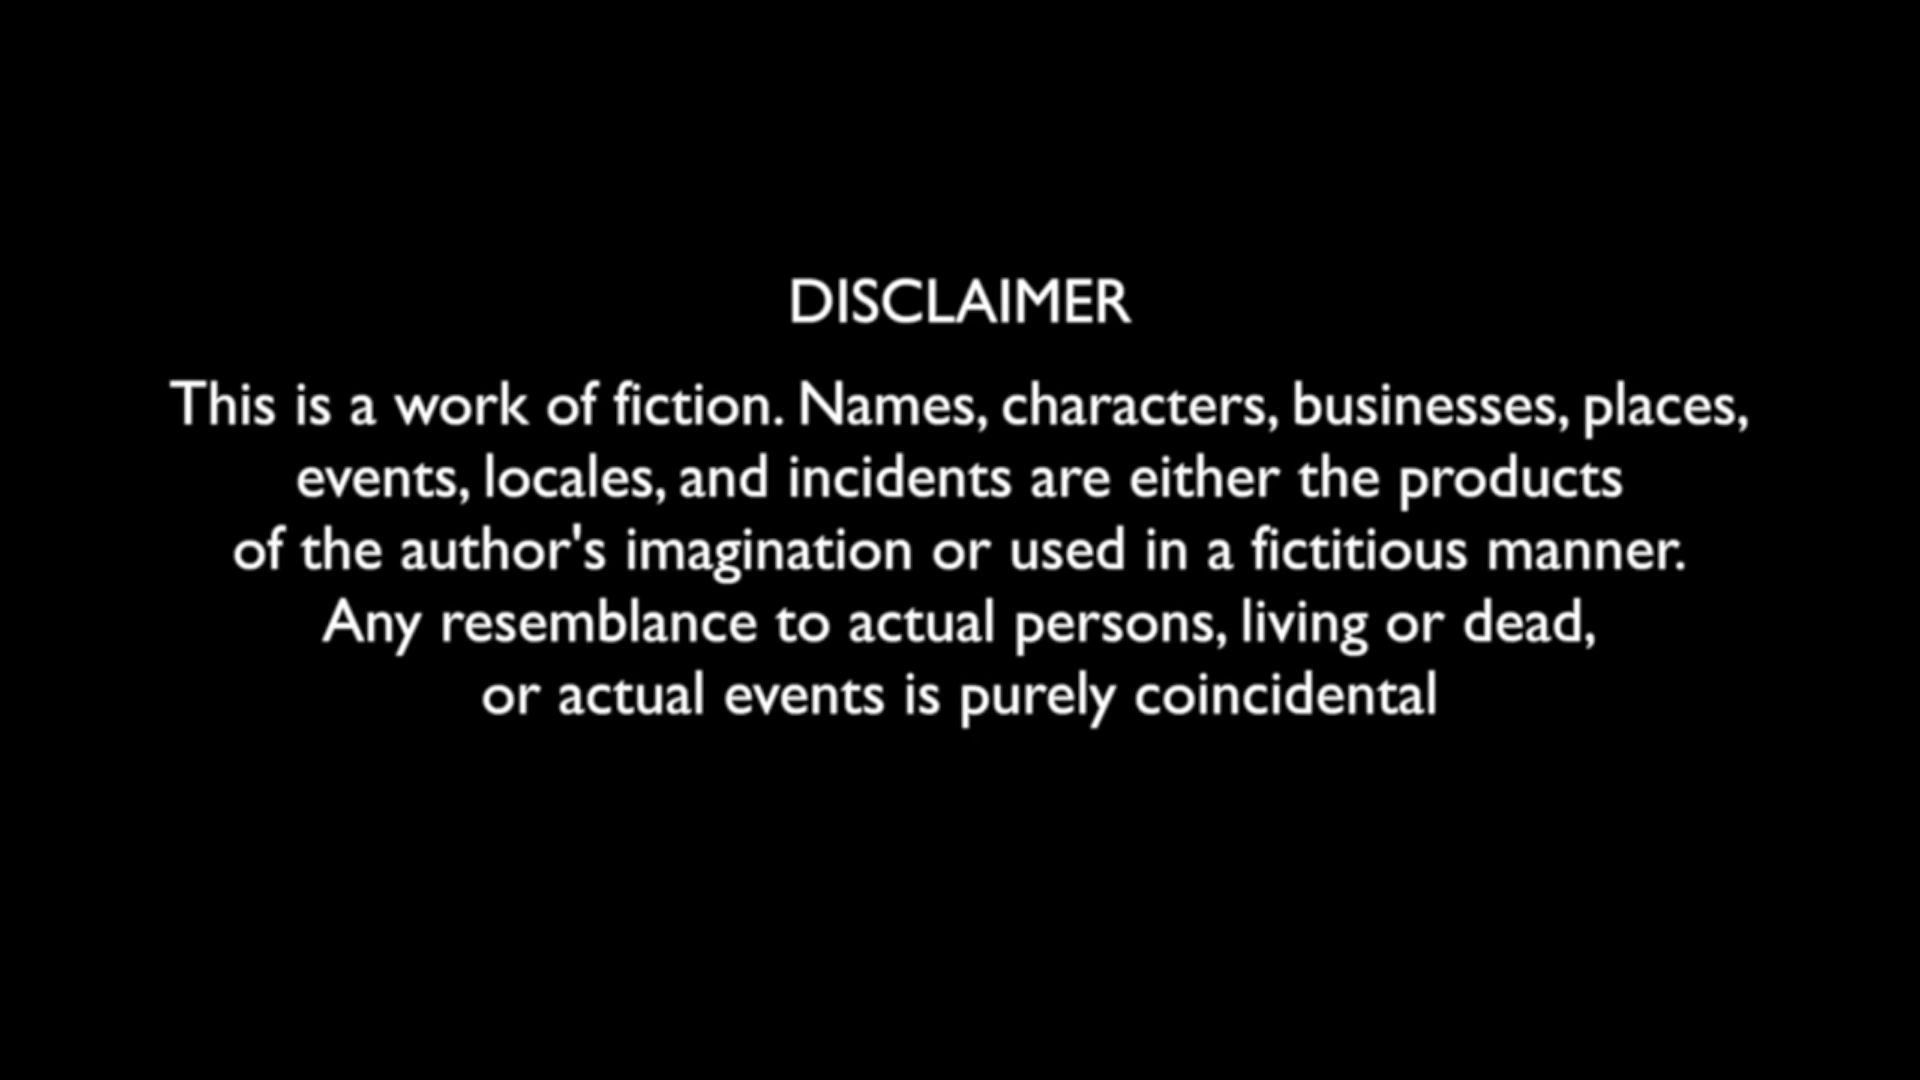 DISCLAIMER
This is a work of fiction. Names, characters, businesses, places,
events, locales, and incidents are either the products
of the author's imagination or used in a fictitious manner.
Any resemblance to actual persons, living or dead,
or actual events is purely coincidental